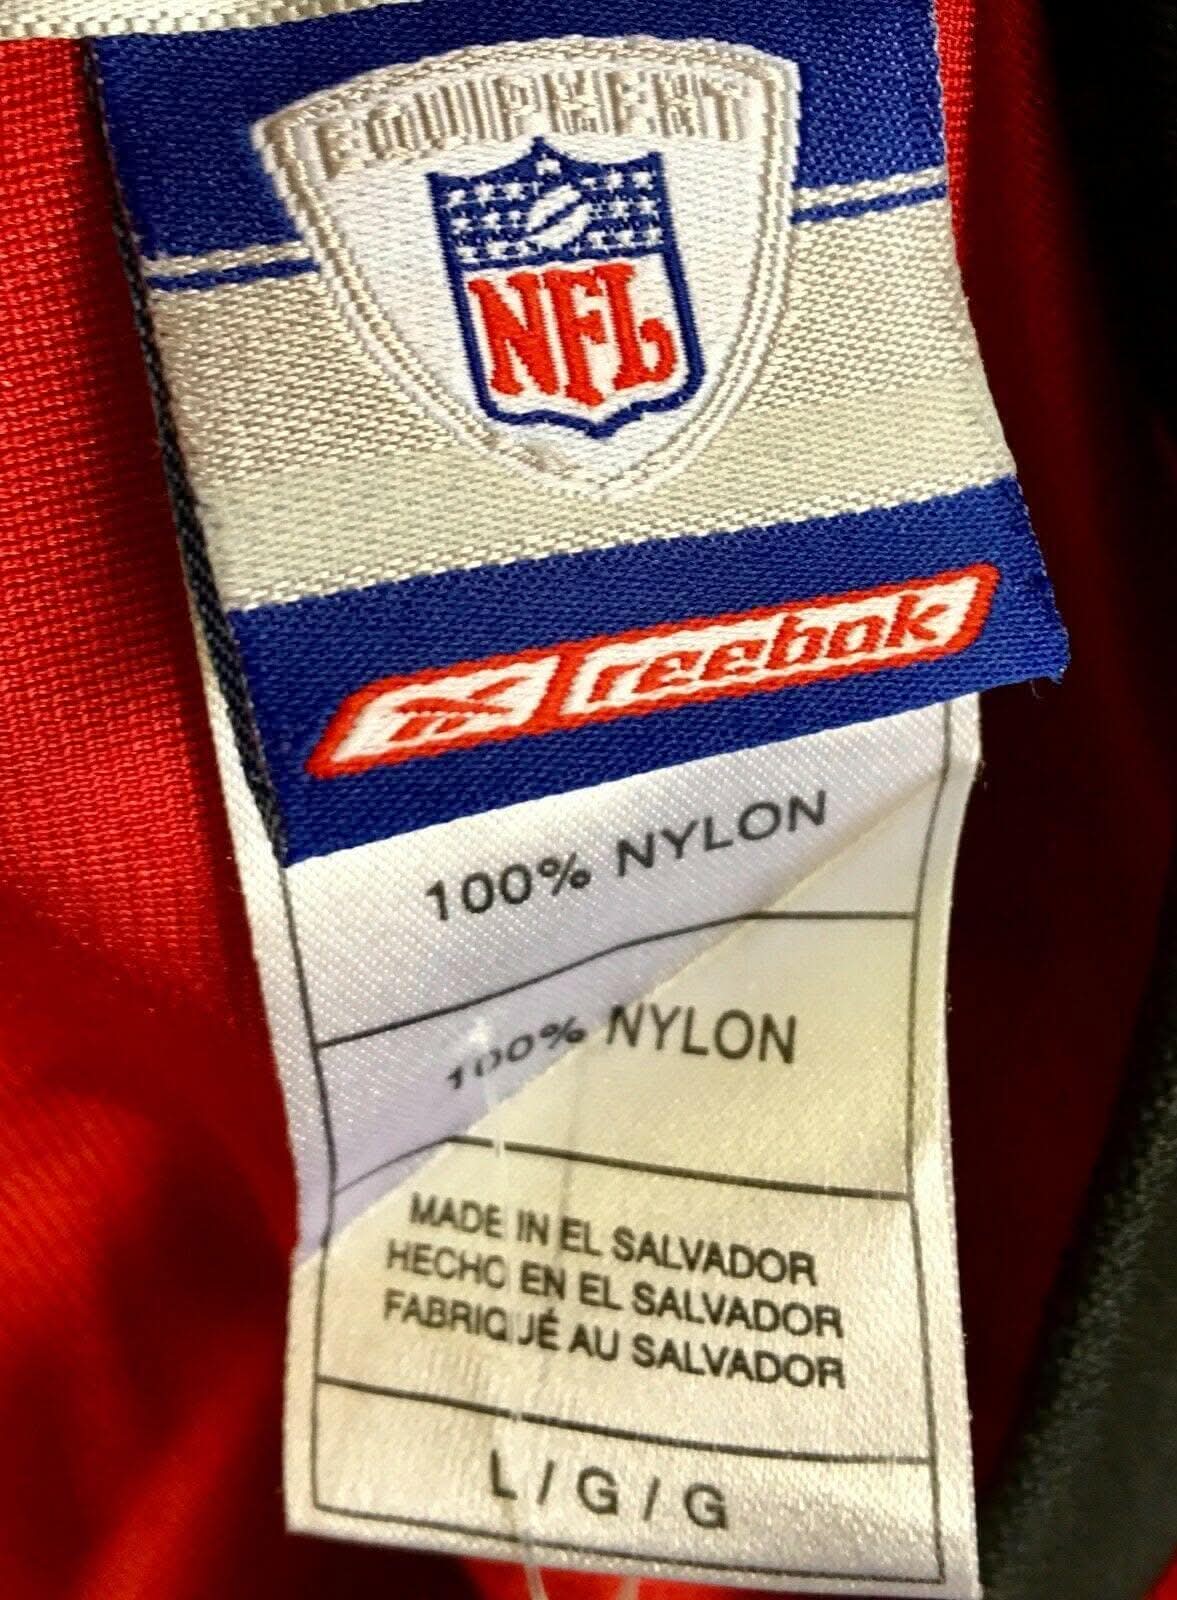 EQUIPMENT
NFL
Reebok
100% NYLON
100% NYLON
MADE IN EL SALVADOR
HECHO EN EL SALVADOR
FABRIQUÉ AU SALVADOR
L / G / G